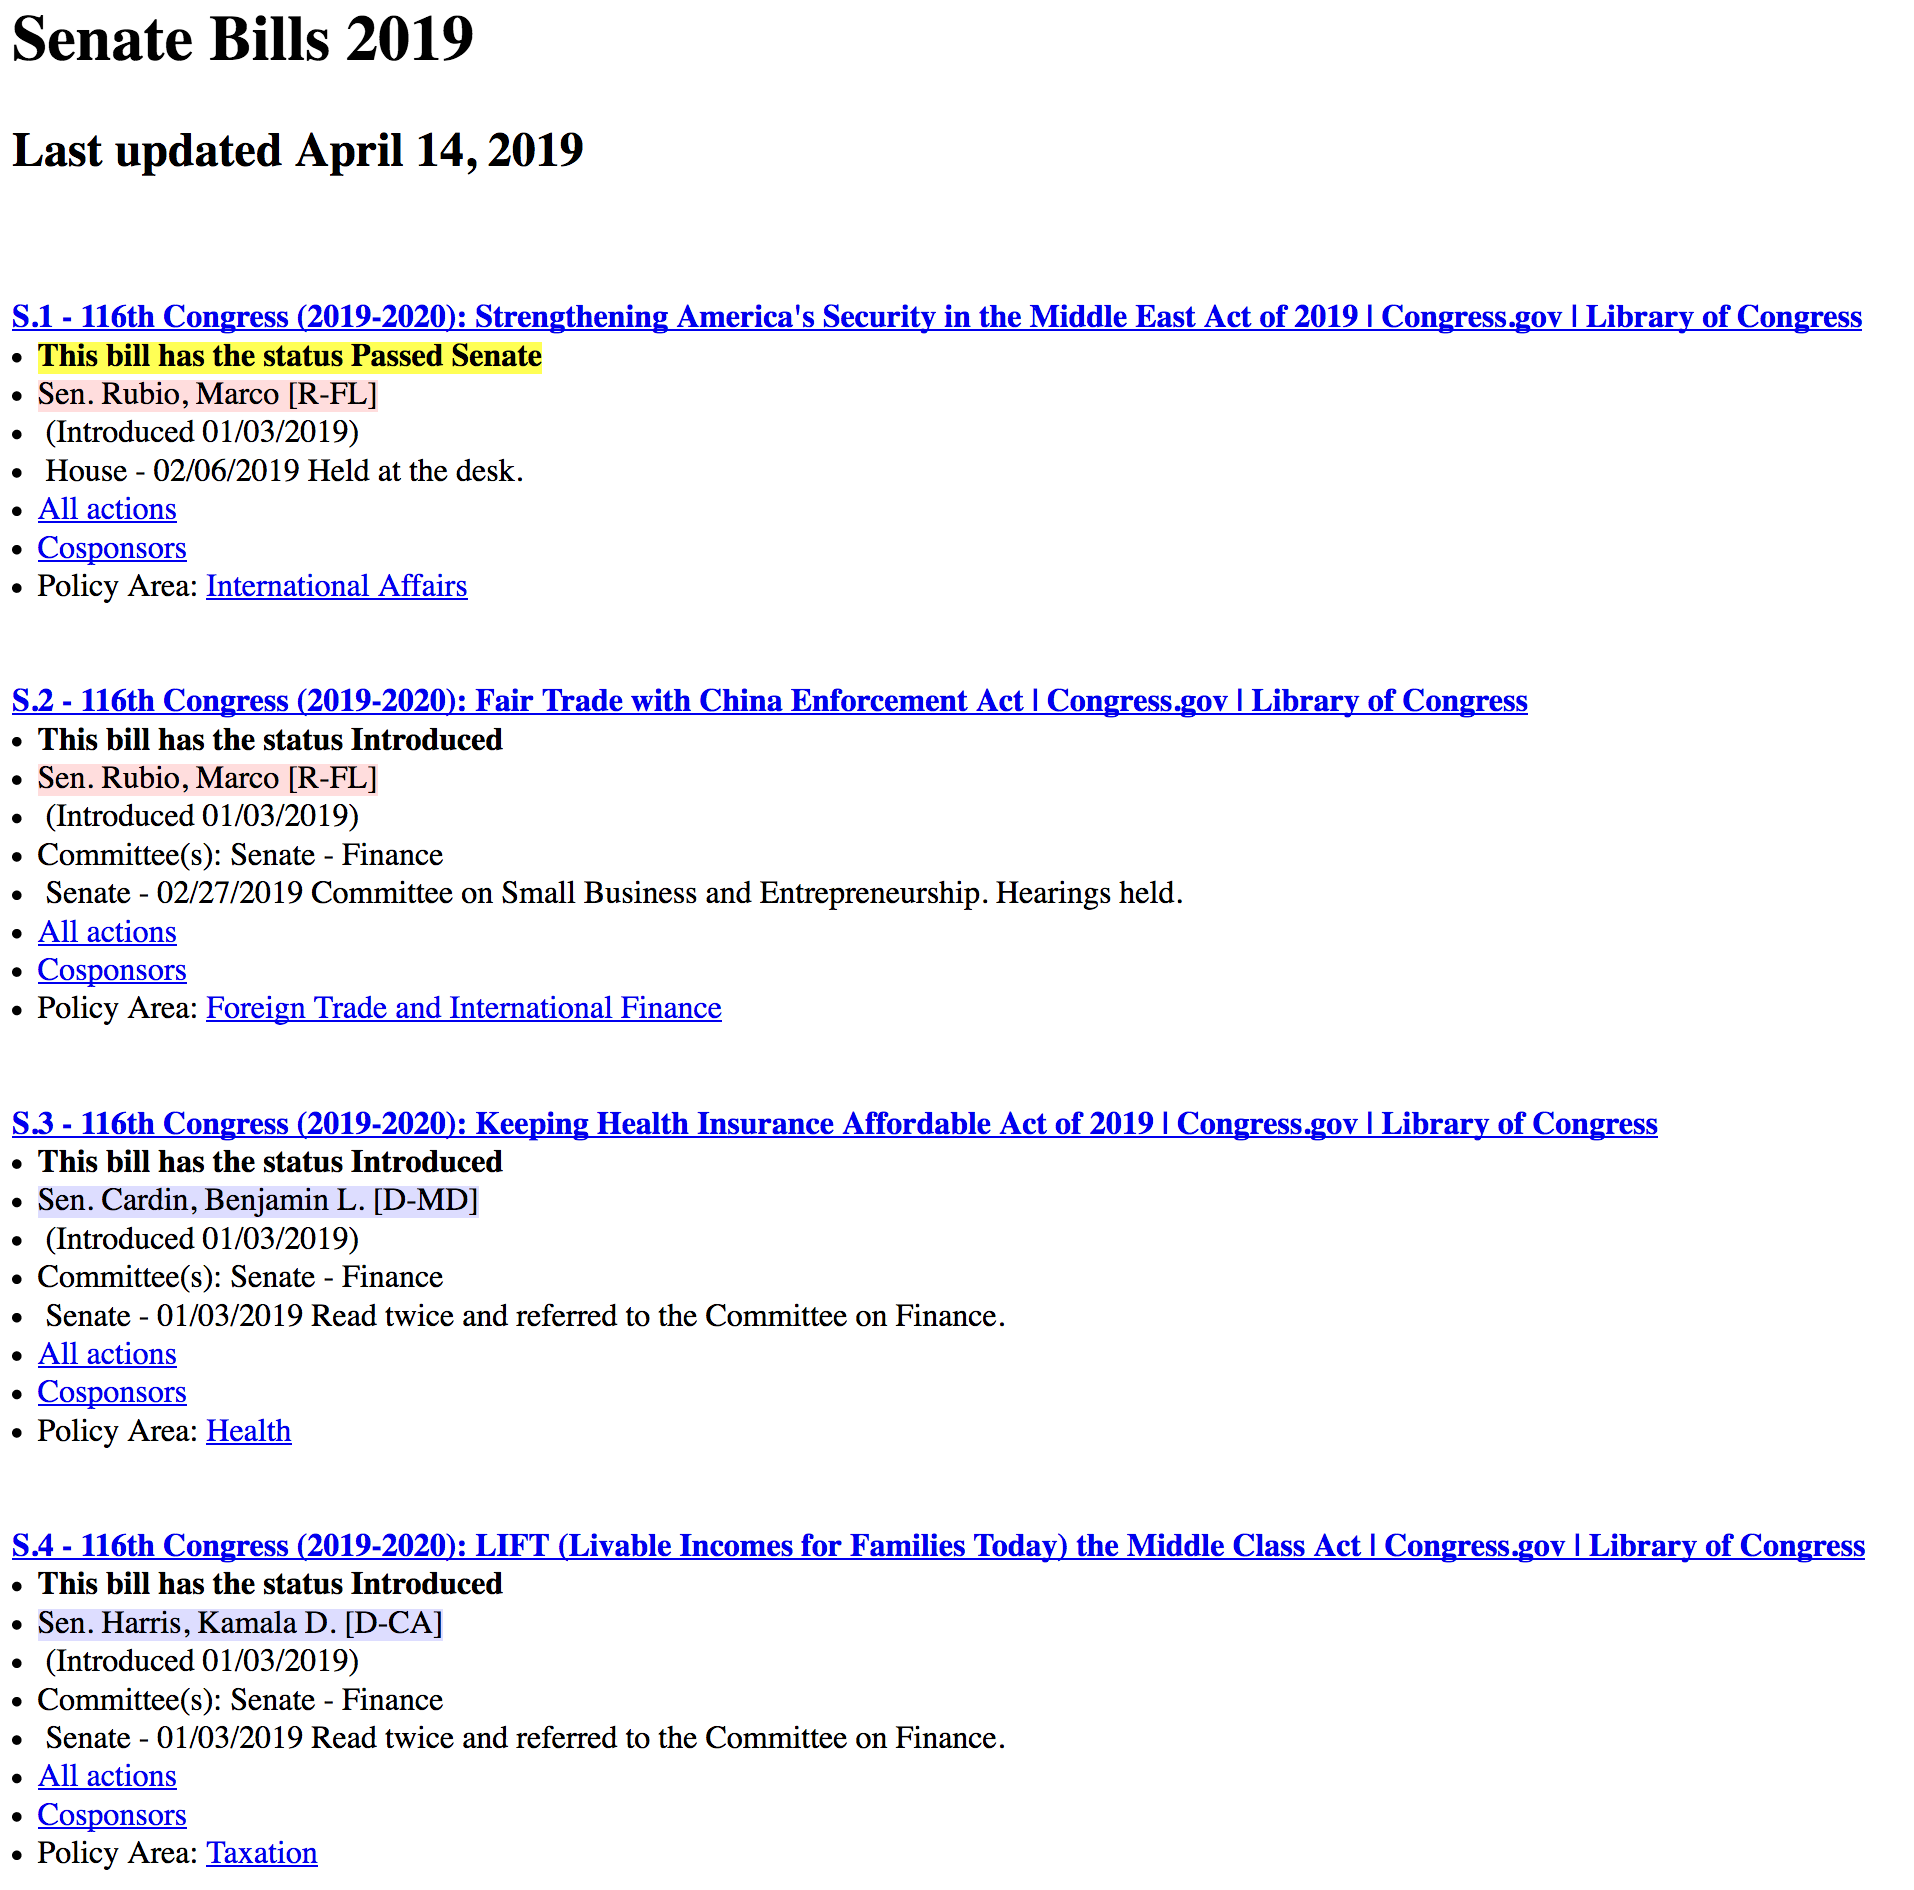 Senate Bills 2019
Last updated April 14, 2019
S.1 - 116th Congress (2019-2020): Strengthening America's Security in the Middle East Act of 2019 | Congress.gov | Library of Congress
• This bill has the status Passed Senate
• Sen. Rubio, Marco [R-FL]
• (Introduced 01/03/2019)
• House - 02/06/2019 Held at the desk.
• All actions
• Cosponsors
• Policy Area: International Affairs
S.2 - 116th Congress (2019-2020): Fair Trade with China Enforcement Act | Congress.gov | Library of Congress
• This bill has the status Introduced
• Sen. Rubio, Marco [R-FL]
• (Introduced 01/03/2019)
• Committee(s): Senate - Finance
• Senate - 02/27/2019 Committee on Small Business and Entrepreneurship. Hearings held.
• All actions
• Cosponsors
• Policy Area: Foreign Trade and International Finance
S.3 - 116th Congress (2019-2020): Keeping Health Insurance Affordable Act of 2019 | Congress.gov | Library of Congress
• This bill has the status Introduced
• Sen. Cardin, Benjamin L. [D-MD]
• (Introduced 01/03/2019)
• Committee(s): Senate - Finance
• Senate - 01/03/2019 Read twice and referred to the Committee on Finance.
• All actions
• Cosponsors
• Policy Area: Health
S.4 - 116th Congress (2019-2020): LIFT (Livable Incomes for Families Today) the Middle Class Act | Congress.gov | Library of Congress
• This bill has the status Introduced
• Sen. Harris, Kamala D. [D-CA]
• (Introduced 01/03/2019)
• Committee(s): Senate - Finance
• Senate - 01/03/2019 Read twice and referred to the Committee on Finance.
• All actions
• Cosponsors
• Policy Area: Taxation